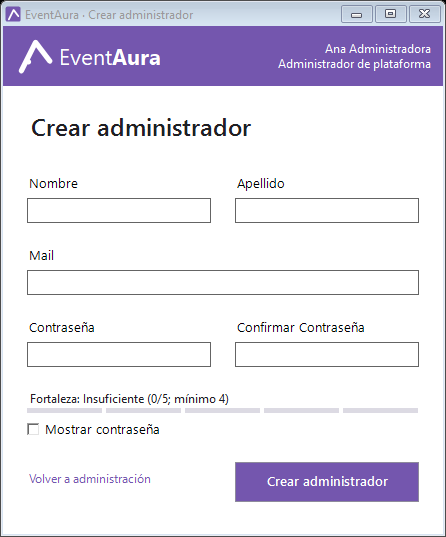 EventAura - Crear administrador
EventAura
Ana Administradora
Administrador de plataforma
Crear administrador
Nombre
Apellido
Mail
Contraseña
Confirmar Contraseña
Fortaleza: Insuficiente (0/5; mínimo 4)
Mostrar contraseña
Volver a administración
Crear administrador